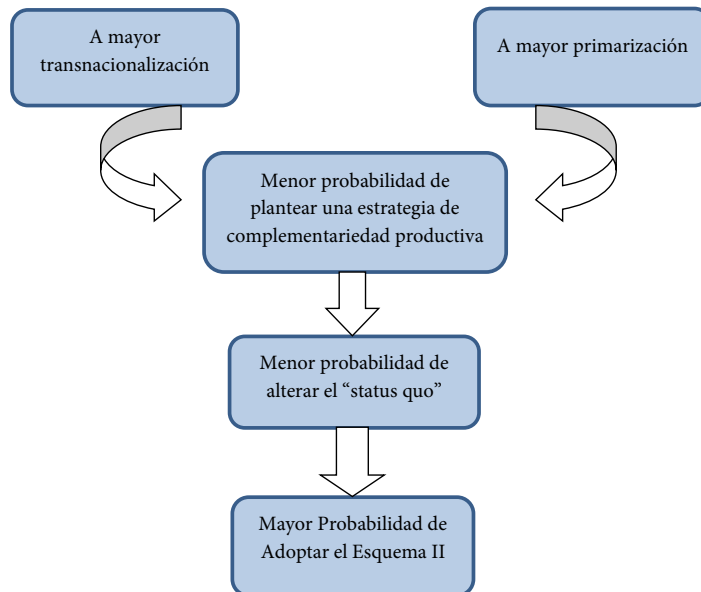 A mayor
transnacionalización
A mayor primarización
Menor probabilidad de
plantear una estrategia de
complementariedad productiva
Menor probabilidad de
alterar el “status quo”
Mayor Probabilidad de
Adoptar el Esquema II